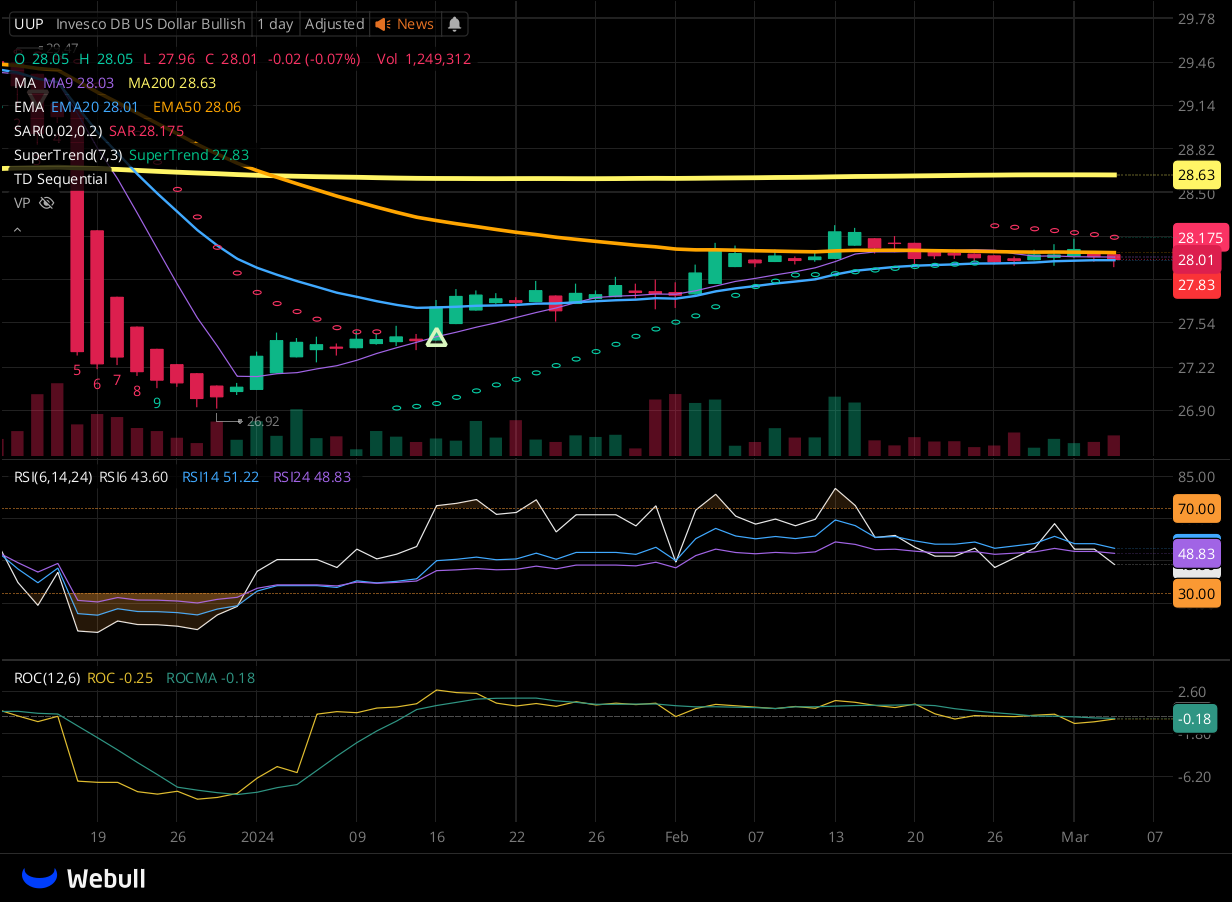 UUP Invesco DB US Dollar Bullish 1 day Adjusted News
29.47
O 28.05 H 28.05 L 27.96 C 28.01 -0.02 (-0.07%) Vol 1,249,312
MA MA9 28.03 MA200 28.63
EMA EMA20 28.01 EMA50 28.06
SAR(0.02,0.2) SAR 28.175
SuperTrend(7,3) SuperTrend 27.83
TD Sequential
VP
29.78
29.46
29.14
28.82
28.63
28.50
28.175
28.01
27.83
27.54
27.22
26.90
5
6
7
8
9
26.92
RSI(6,14,24) RSI6 43.60 RSI14 51.22 RSI24 48.83
85.00
70.00
48.83
30.00
ROC(12,6) ROC -0.25 ROCMA -0.18
2.60
-0.18
-1.80
-6.20
19 26 2024 09 16 22 26 Feb 07 13 20 26 Mar 07
Webull